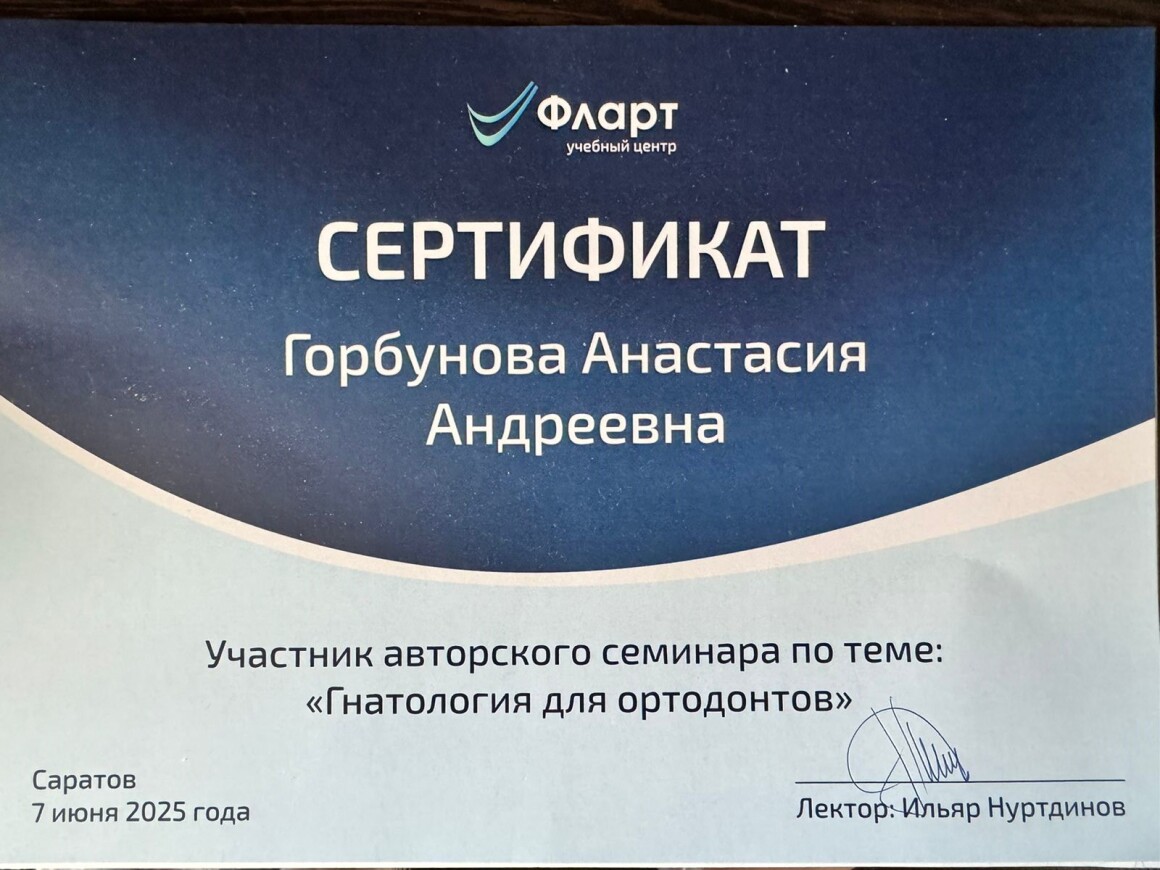 Фларт
учебный центр
СЕРТИФИКАТ
Горбунова Анастасия
Андреевна
Участник авторского семинара по теме:
«Гнатология для ортодонтов»
Саратов
7 июня 2025 года
Лектор: Ильяр Нуртдинов